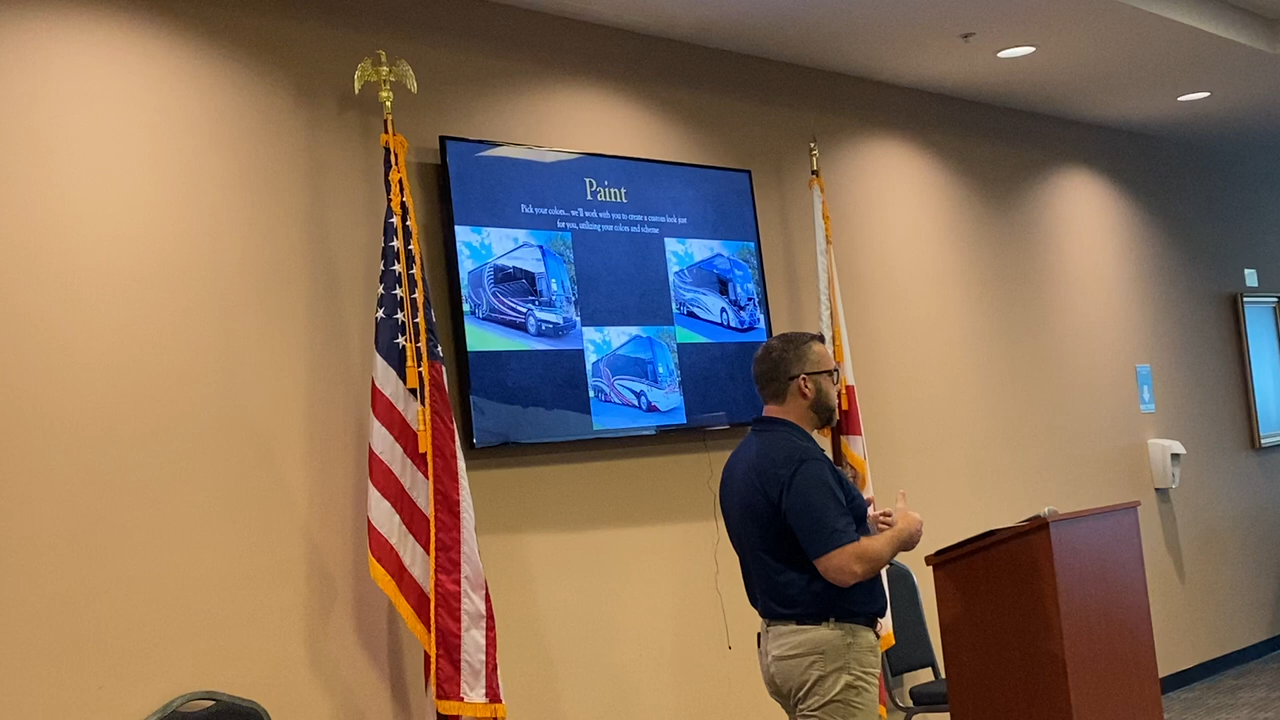 Paint
Pick your colors... we'll work with you to create a custom look just
for you, utilizing your colors and scheme